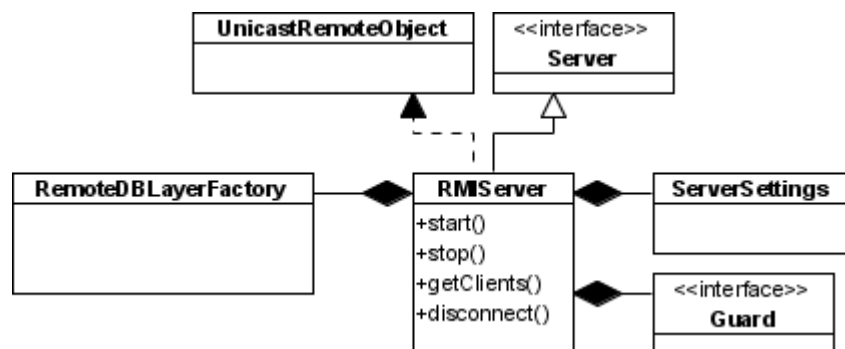 UnicastRemoteObject
<<interface>>
Server
RemoteDBLayerFactory
RMIServer
+start()
+stop()
+getClients()
+disconnect()
ServerSettings
<<interface>>
Guard